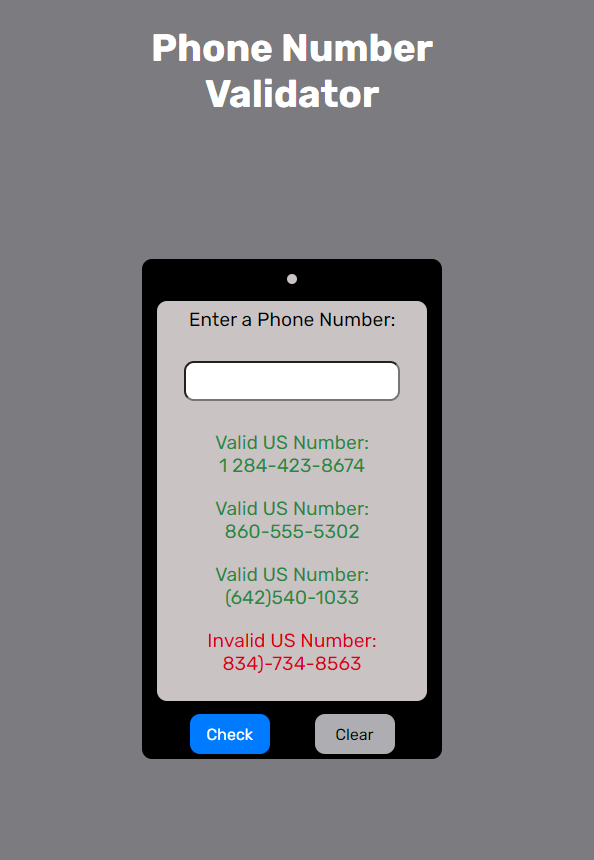 Phone Number
Validator
Enter a Phone Number:
Valid US Number:
1 284-423-8674
Valid US Number:
860-555-5302
Valid US Number:
(642)540-1033
Invalid US Number:
834)-734-8563
Check
Clear